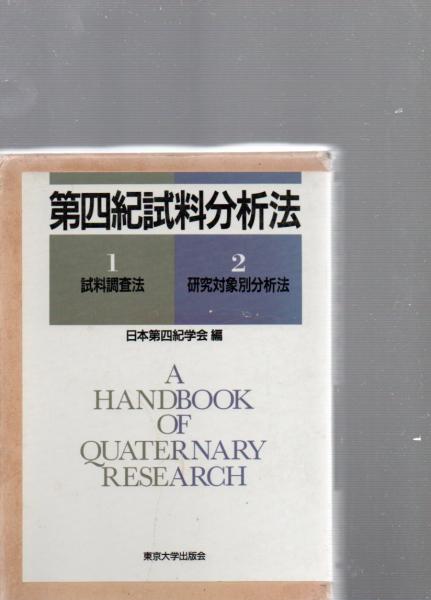 第四紀試料分析法
1
試料調査法
2
研究対象別分析法
日本第四紀学会 編
A
HANDBOOK
OF
QUATERNARY
RESEARCH
東京大学出版会